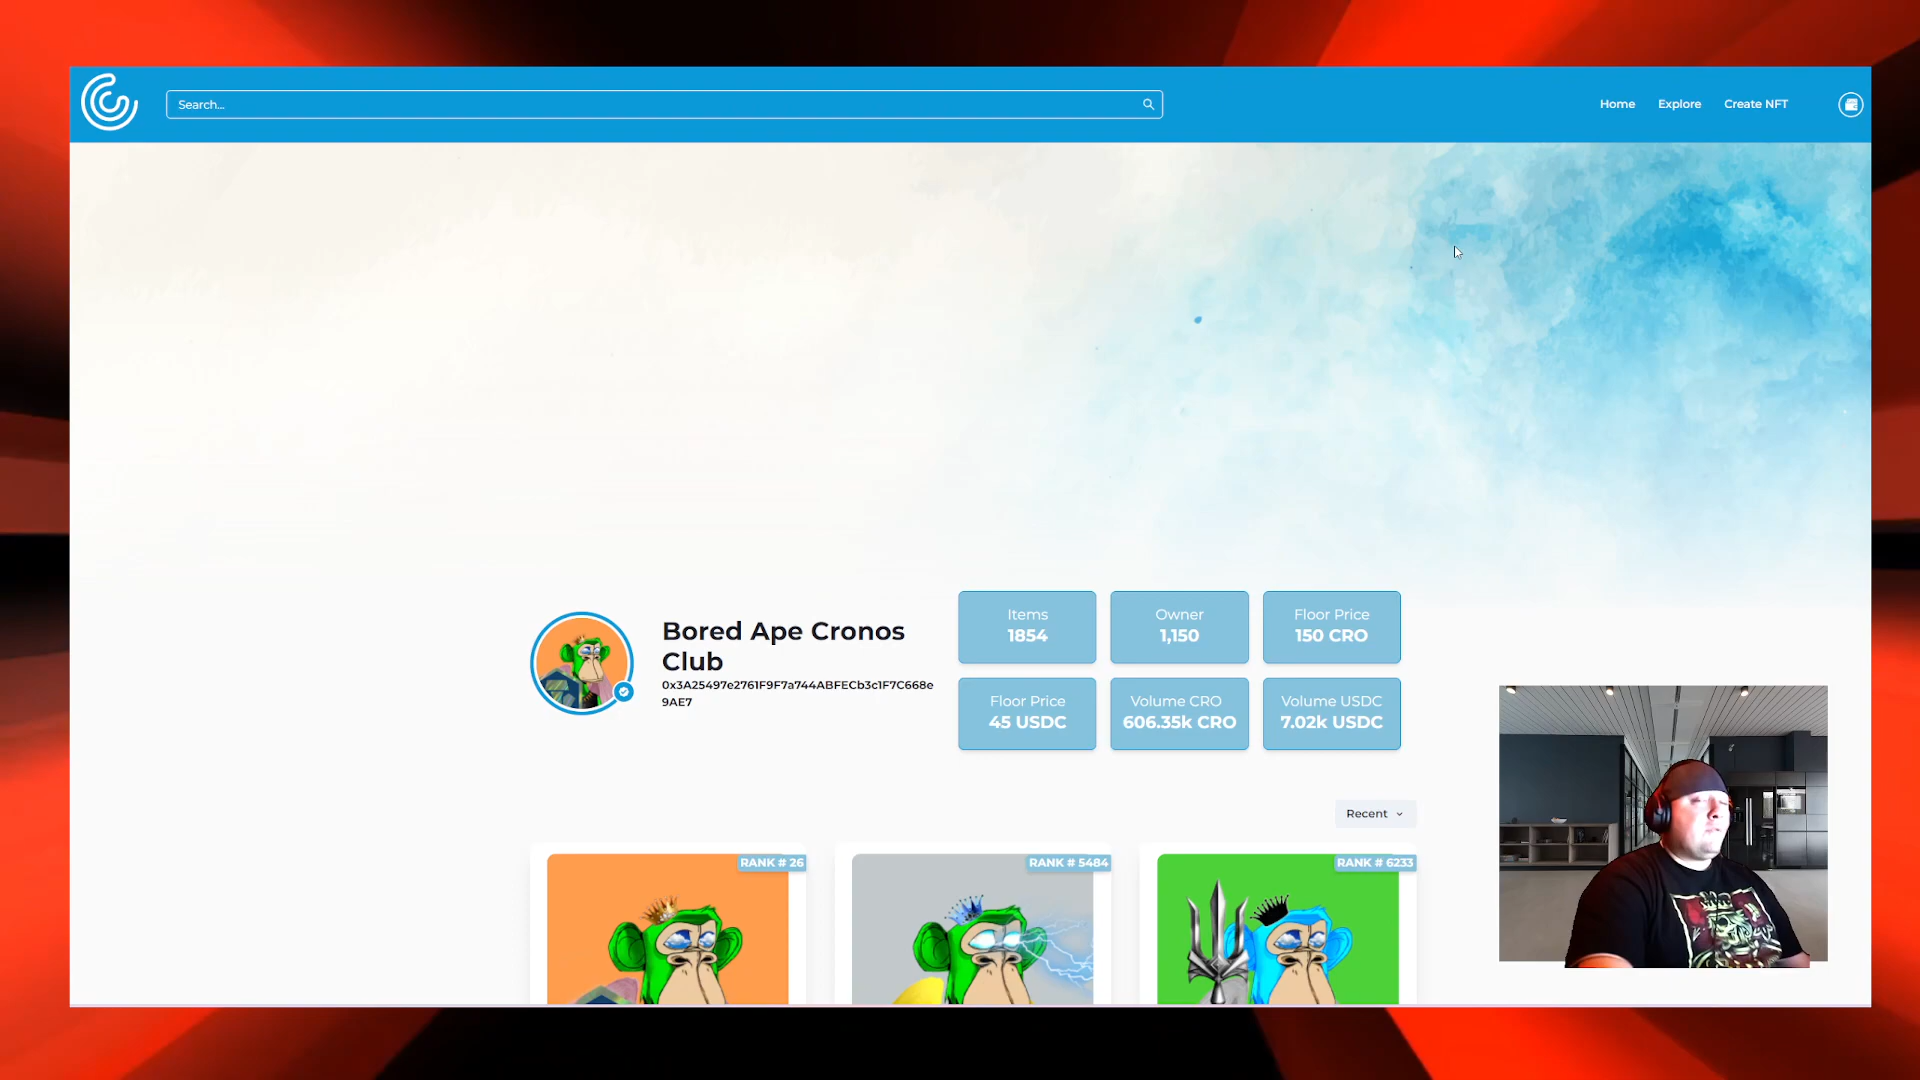 Search...
Home
Explore
Create NFT
Bored Ape Cronos
Club
0x3A25497e2761F9F7a744ABFECb3c1F7C668e
9AE7
Items
1854
Owner
1,150
Floor Price
150 CRO
Floor Price
45 USDC
Volume CRO
606.35k CRO
Volume USDC
7.02k USDC
Recent
RANK # 26
RANK # 5484
RANK # 6233